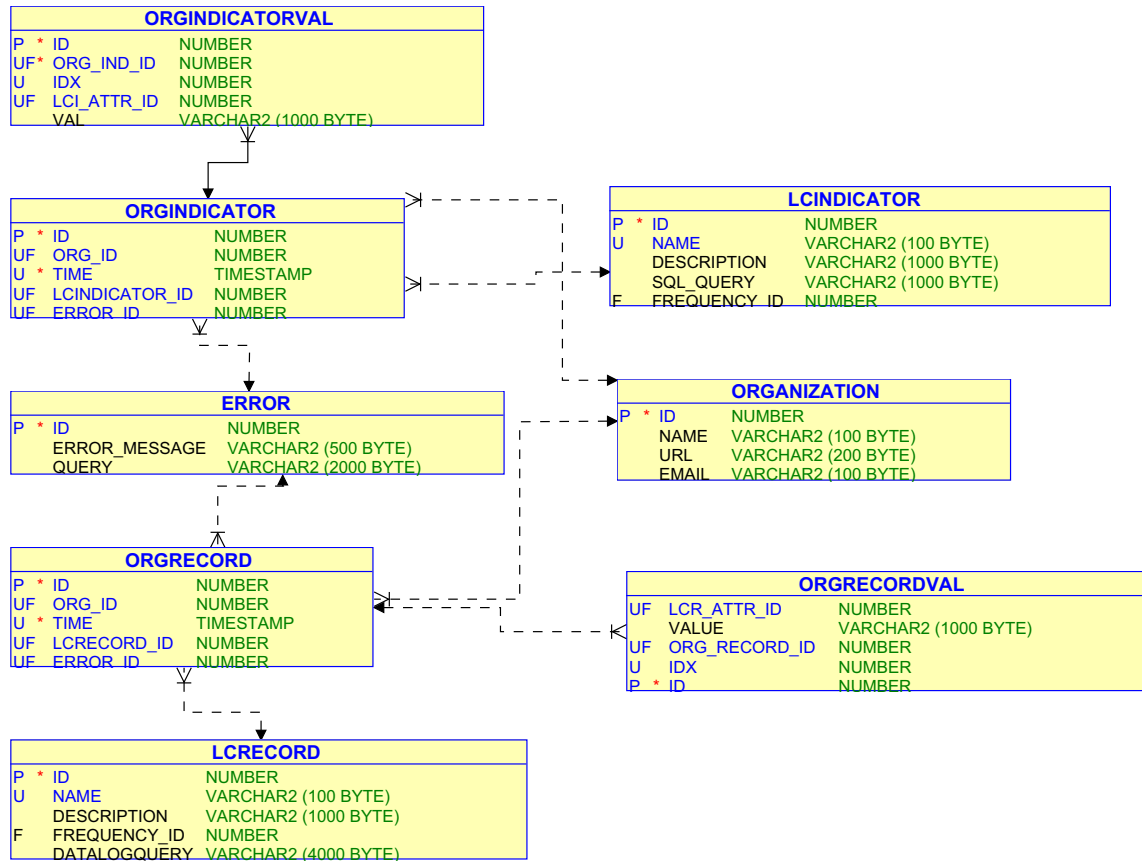 ORGINDICATORVAL
P * ID NUMBER
UF* ORG_IND_ID NUMBER
U IDX NUMBER
UF LCI_ATTR_ID NUMBER
VAL VARCHAR2 (1000 BYTE)
ORGINDICATOR
P * ID NUMBER
UF ORG_ID NUMBER
U * TIME TIMESTAMP
UF LCINDICATOR_ID NUMBER
UF ERROR_ID NUMBER
LCINDICATOR
P * ID NUMBER
U NAME VARCHAR2 (100 BYTE)
DESCRIPTION VARCHAR2 (1000 BYTE)
SQL_QUERY VARCHAR2 (1000 BYTE)
F FREQUENCY_ID NUMBER
ERROR
P * ID NUMBER
ERROR_MESSAGE VARCHAR2 (500 BYTE)
QUERY VARCHAR2 (2000 BYTE)
ORGANIZATION
P * ID NUMBER
NAME VARCHAR2 (100 BYTE)
URL VARCHAR2 (200 BYTE)
EMAIL VARCHAR2 (100 BYTE)
ORGRECORD
P * ID NUMBER
UF ORG_ID NUMBER
U * TIME TIMESTAMP
UF LCRECORD_ID NUMBER
UF ERROR_ID NUMBER
ORGRECORDVAL
UF LCR_ATTR_ID NUMBER
VALUE VARCHAR2 (1000 BYTE)
UF ORG_RECORD_ID NUMBER
U IDX NUMBER
P * ID NUMBER
LCRECORD
P * ID NUMBER
U NAME VARCHAR2 (100 BYTE)
DESCRIPTION VARCHAR2 (1000 BYTE)
F FREQUENCY_ID NUMBER
DATALOGQUERY VARCHAR2 (4000 BYTE)